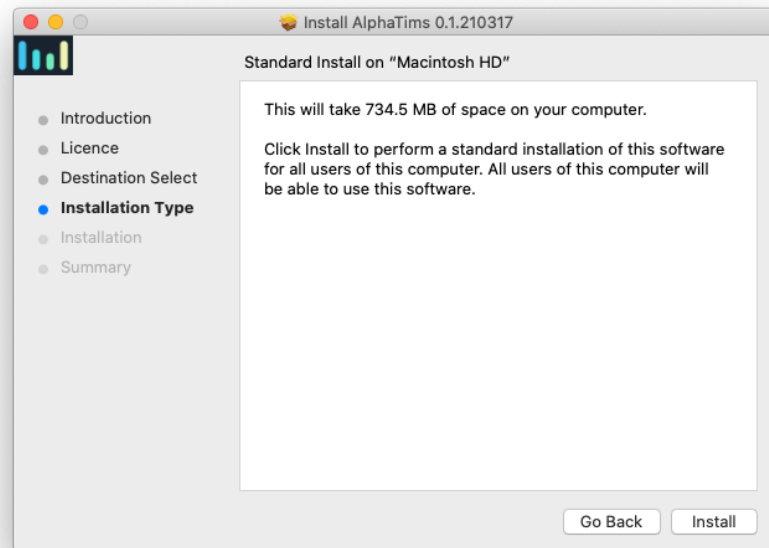 Install AlphaTims 0.1.210317
Standard Install on “Macintosh HD”
Introduction
Licence
Destination Select
Installation Type
Installation
Summary
This will take 734.5 MB of space on your computer.
Click Install to perform a standard installation of this software
for all users of this computer. All users of this computer will
be able to use this software.
Go Back
Install